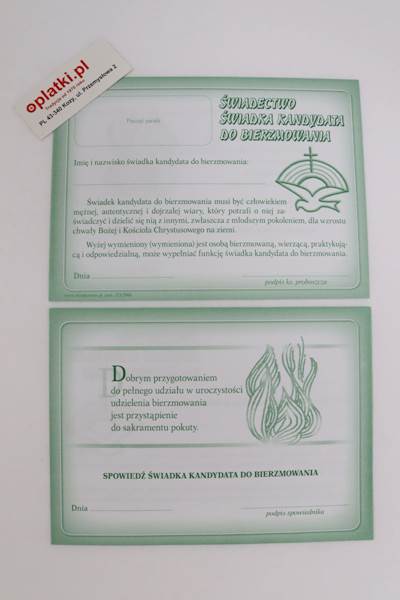 opłatki.pl
Tradycja od 1976 roku
PL 43-340 Kozy, ul. Przemysłowa 2
Pieczęć parafii
ŚWIADECTWO
ŚWIADKA KANDYDATA
DO BIERZMOWANIA
Imię i nazwisko świadka kandydata do bierzmowania:
Świadek kandydata do bierzmowania musi być człowiekiem
mężnej, autentycznej i dojrzałej wiary, który potrafi o niej za-
świadczyć i dzielić się nią z innymi, zwłaszcza z młodszym pokoleniem, dla wzrostu
chwały Bożej i Kościoła Chrystusowego na ziemi.
Wyżej wymieniony (wymieniona) jest osobą bierzmowaną, wierzącą, praktykują-
cą i odpowiedzialną, może wypełniać funkcję świadka kandydata do bierzmowania.
Dnia
podpis ks. proboszcza
Dobrym przygotowaniem
do pełnego udziału w uroczystości
udzielenia bierzmowania
jest przystąpienie
do sakramentu pokuty.
SPOWIEDŹ ŚWIADKA KANDYDATA DO BIERZMOWANIA
Dnia
podpis spowiednika